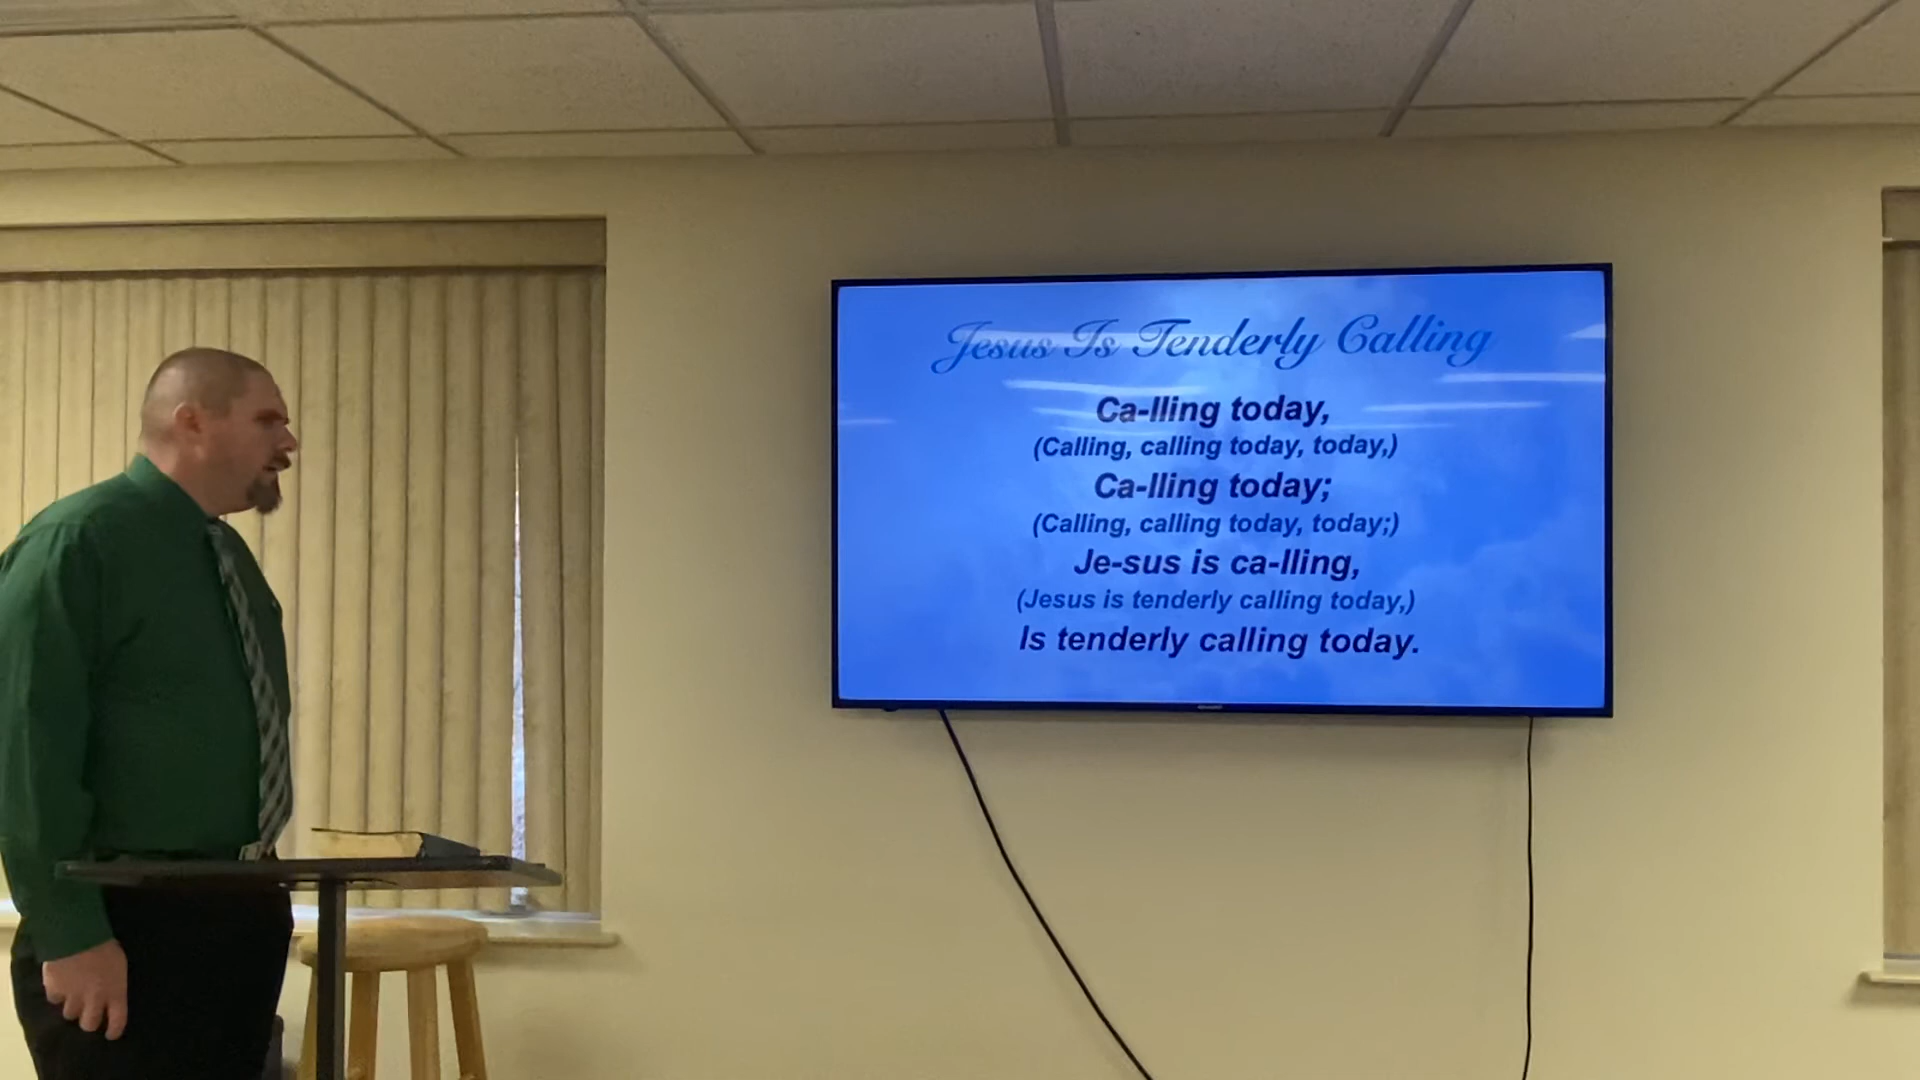 Jesus Is Tenderly Calling
Ca-lling today,
(Calling, calling today, today,)
Ca-lling today;
(Calling, calling today, today;)
Je-sus is ca-lling,
(Jesus is tenderly calling today,)
Is tenderly calling today.